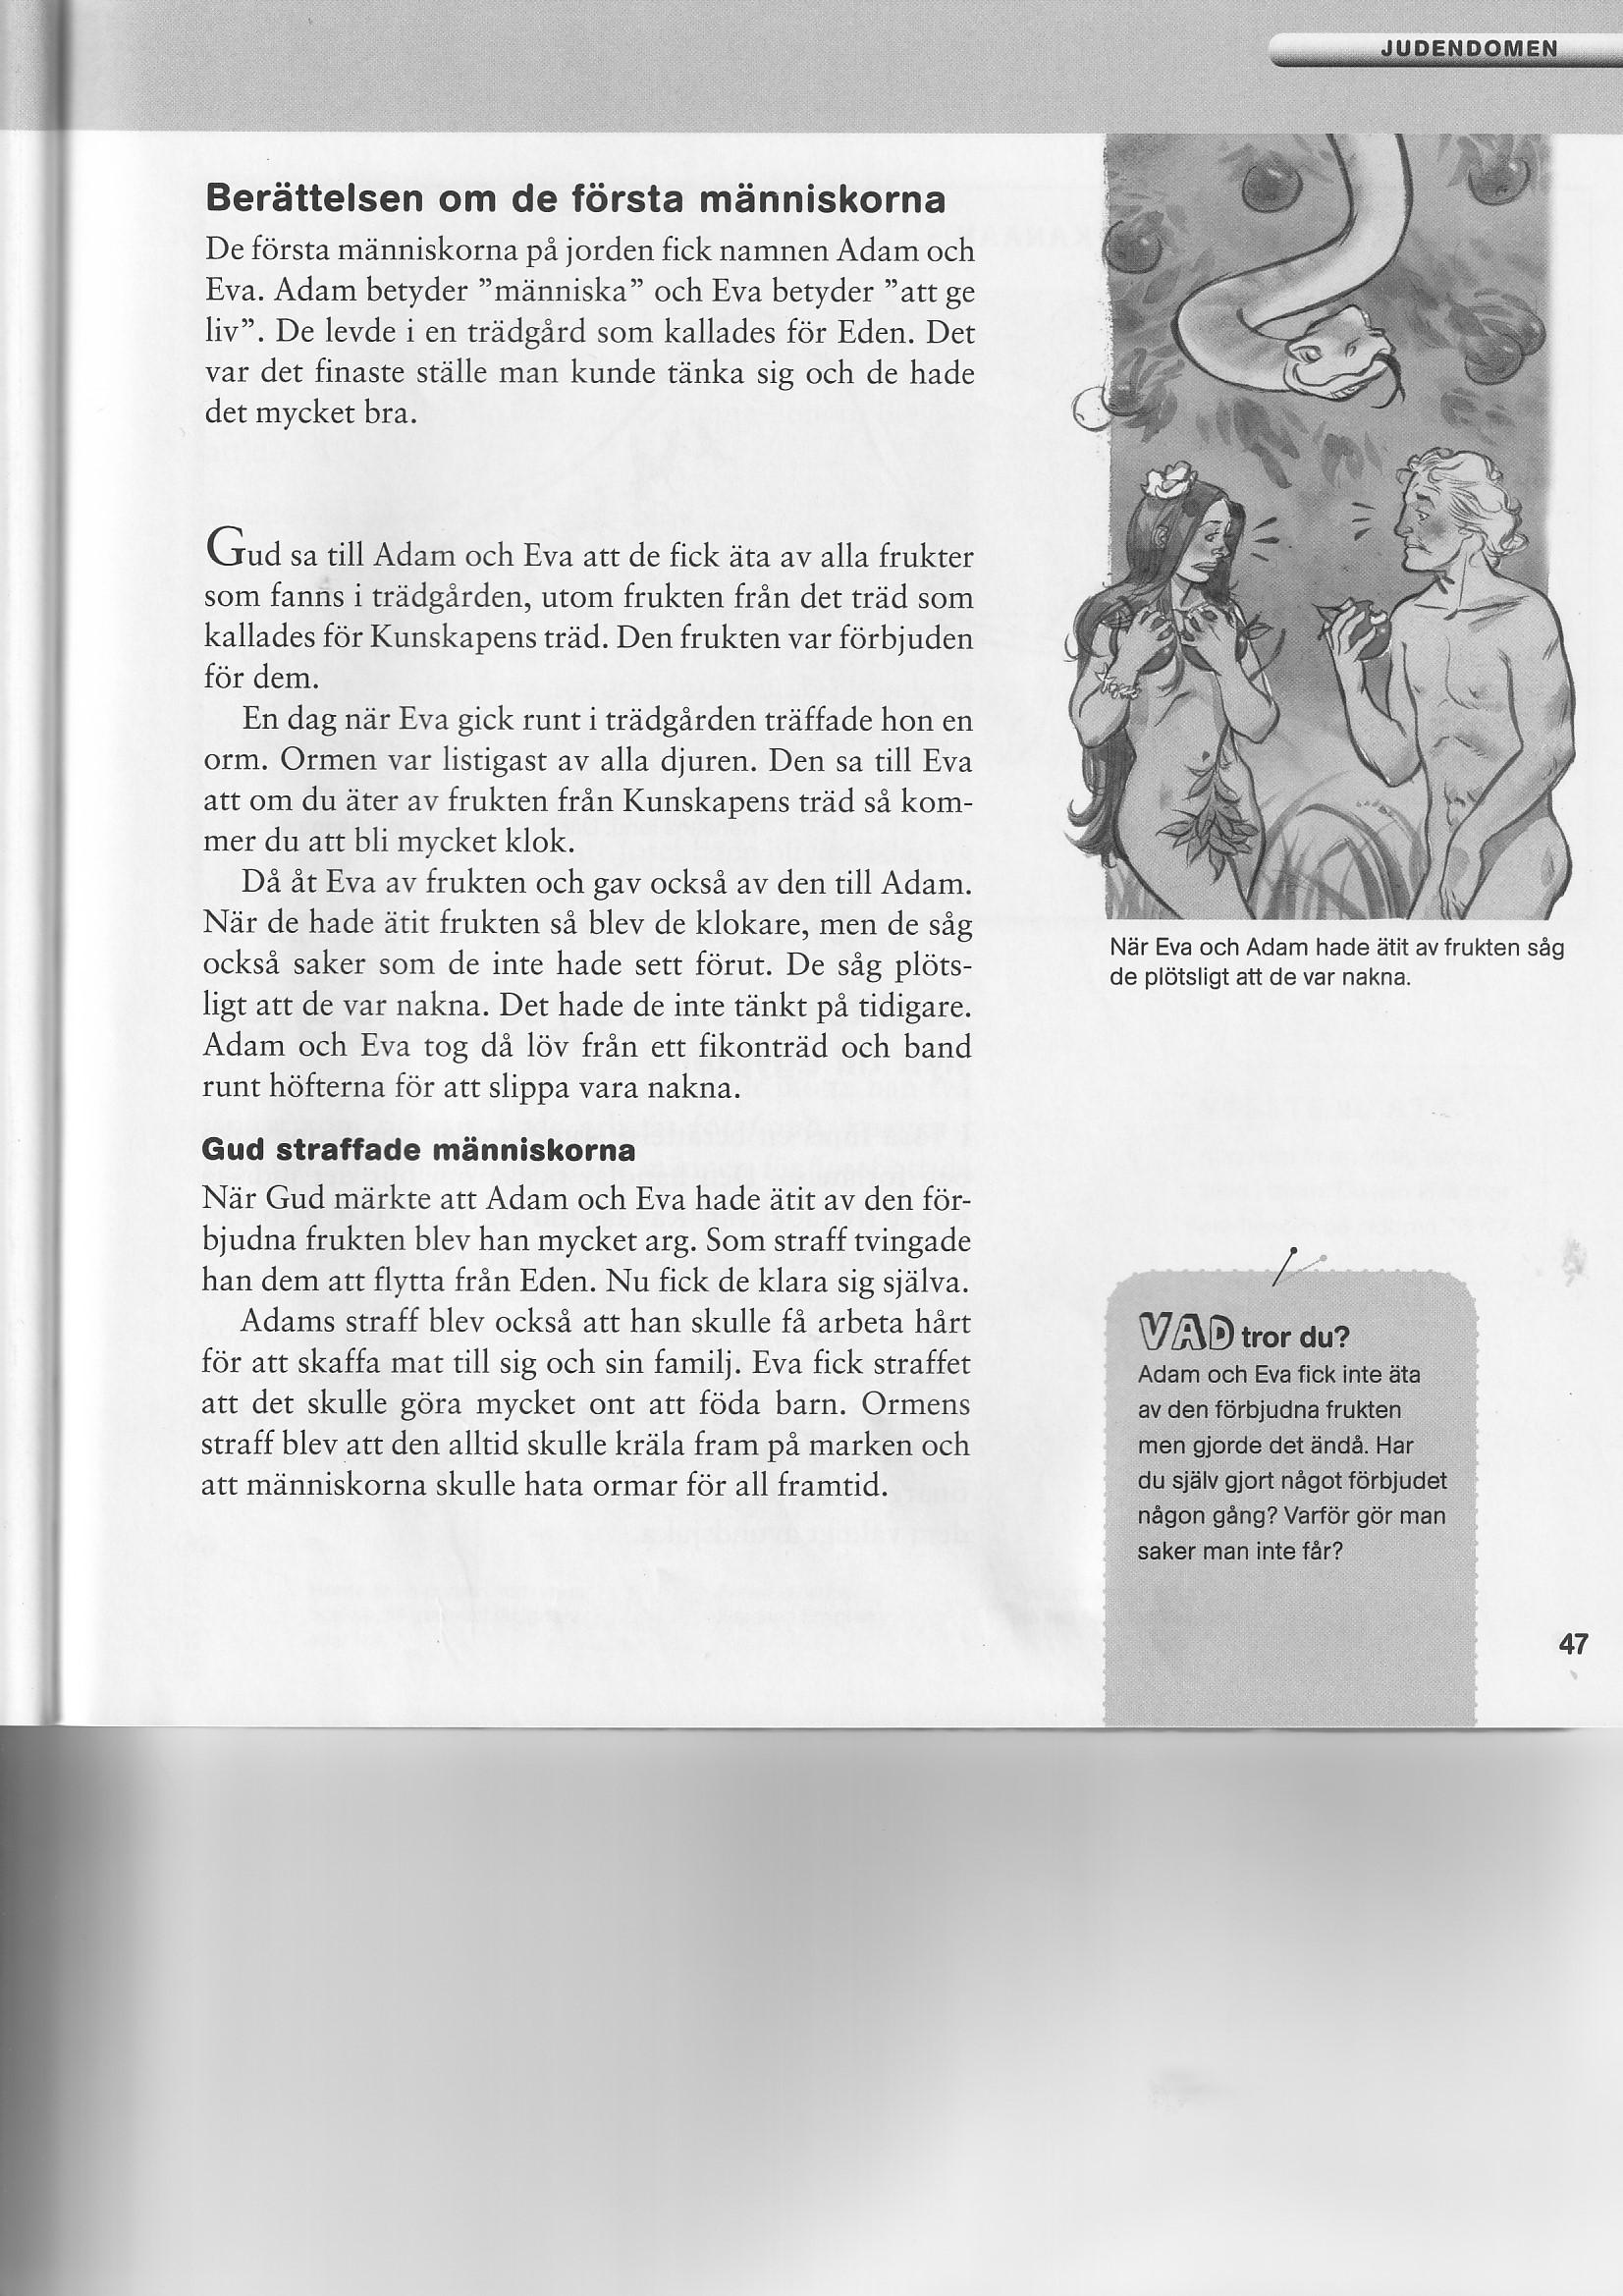 JUDENDOMEN
Berättelsen om de första människorna
De första människorna på jorden fick namnen Adam och
Eva. Adam betyder ”människa” och Eva betyder ”att ge
liv”. De levde i en trädgård som kallades för Eden. Det
var det finaste ställe man kunde tänka sig och de hade
det mycket bra.
Gud sa till Adam och Eva att de fick äta av alla frukter
som fanns i trädgården, utom frukten från det träd som
kallades för Kunskapens träd. Den frukten var förbjuden
för dem.
En dag när Eva gick runt i trädgården träffade hon en
orm. Ormen var listigast av alla djuren. Den sa till Eva
att om du äter av frukten från Kunskapens träd så kom-
mer du att bli mycket klok.
Då åt Eva av frukten och gav också av den till Adam.
När de hade ätit frukten så blev de klokare, men de såg
också saker som de inte hade sett förut. De såg plöts-
ligt att de var nakna. Det hade de inte tänkt på tidigare.
Adam och Eva tog då löv från ett fikonträd och band
runt höfterna för att slippa vara nakna.
Gud straffade människorna
När Gud märkte att Adam och Eva hade ätit av den för-
bjudna frukten blev han mycket arg. Som straff tvingade
han dem att flytta från Eden. Nu fick de klara sig själva.
Adams straff blev också att han skulle få arbeta hårt
för att skaffa mat till sig och sin familj. Eva fick straffet
att det skulle göra mycket ont att föda barn. Ormens
straff blev att den alltid skulle kräla fram på marken och
att människorna skulle hata ormar för all framtid.
När Eva och Adam hade ätit av frukten såg
de plötsligt att de var nakna.
VAD tror du?
Adam och Eva fick inte äta
av den förbjudna frukten
men gjorde det ändå. Har
du själv gjort något förbjudet
någon gång? Varför gör man
saker man inte får?
47